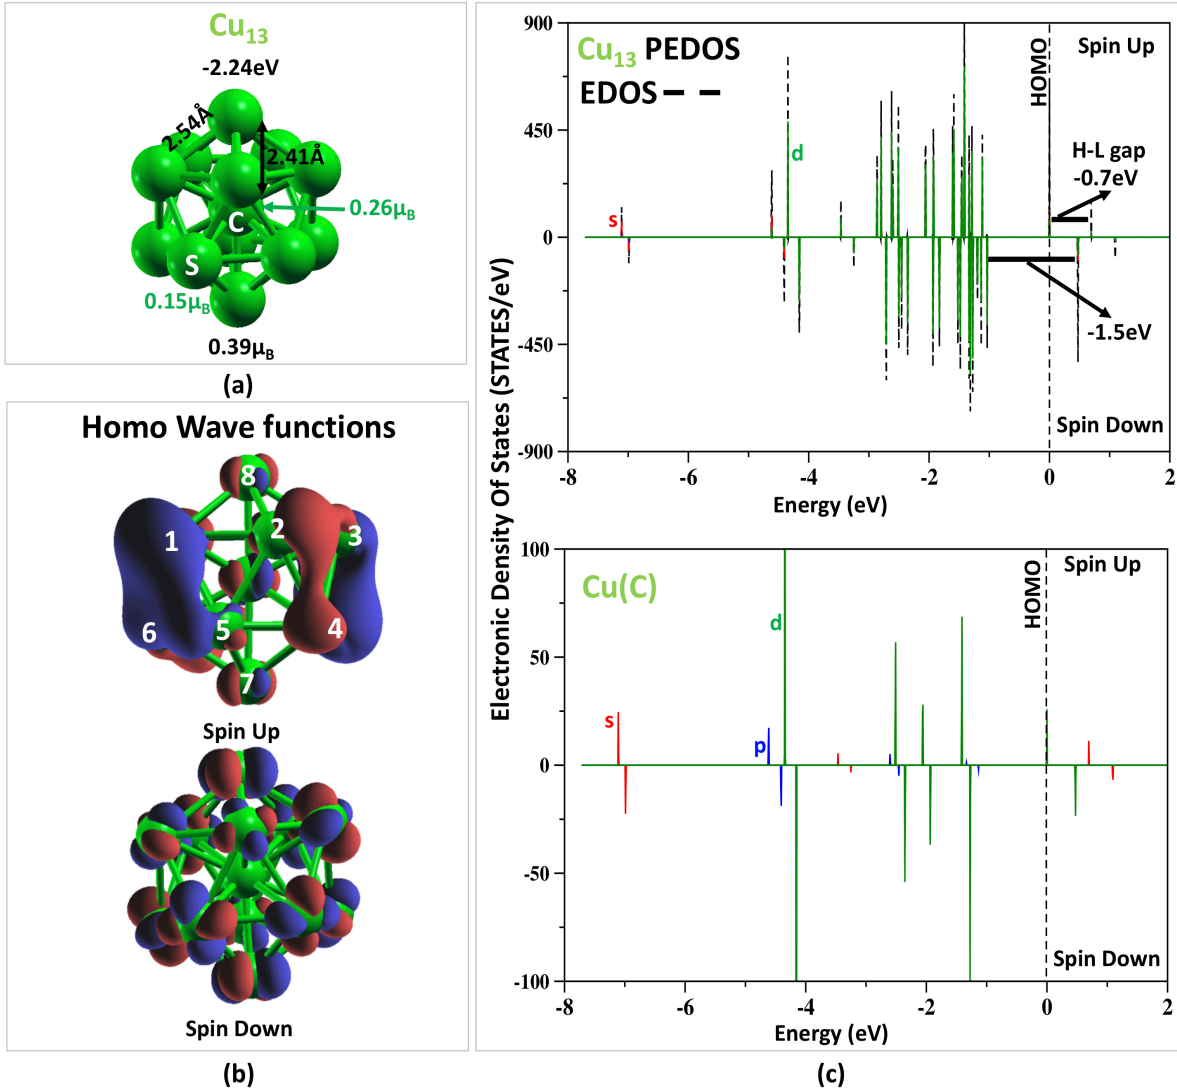 Cu₁₃
-2.24eV
2.54Å
2.41Å
0.26μ_B
C
S
0.15μ_B
0.39μ_B
(a)
Homo Wave functions
8
1
2
3
6
5
4
7
Spin Up
Spin Down
(b)
Electronic Density Of States (STATES/eV)
900
450
0
-450
-900
Cu₁₃ PEDOS
EDOS
Spin Up
HOMO
d
s
H-L gap
-0.7eV
-1.5eV
Spin Down
-8
-6
-4
-2
0
2
Energy (eV)
100
50
0
-50
-100
Cu(C)
Spin Up
HOMO
d
s
p
Spin Down
-8
-6
-4
-2
0
2
Energy (eV)
(c)